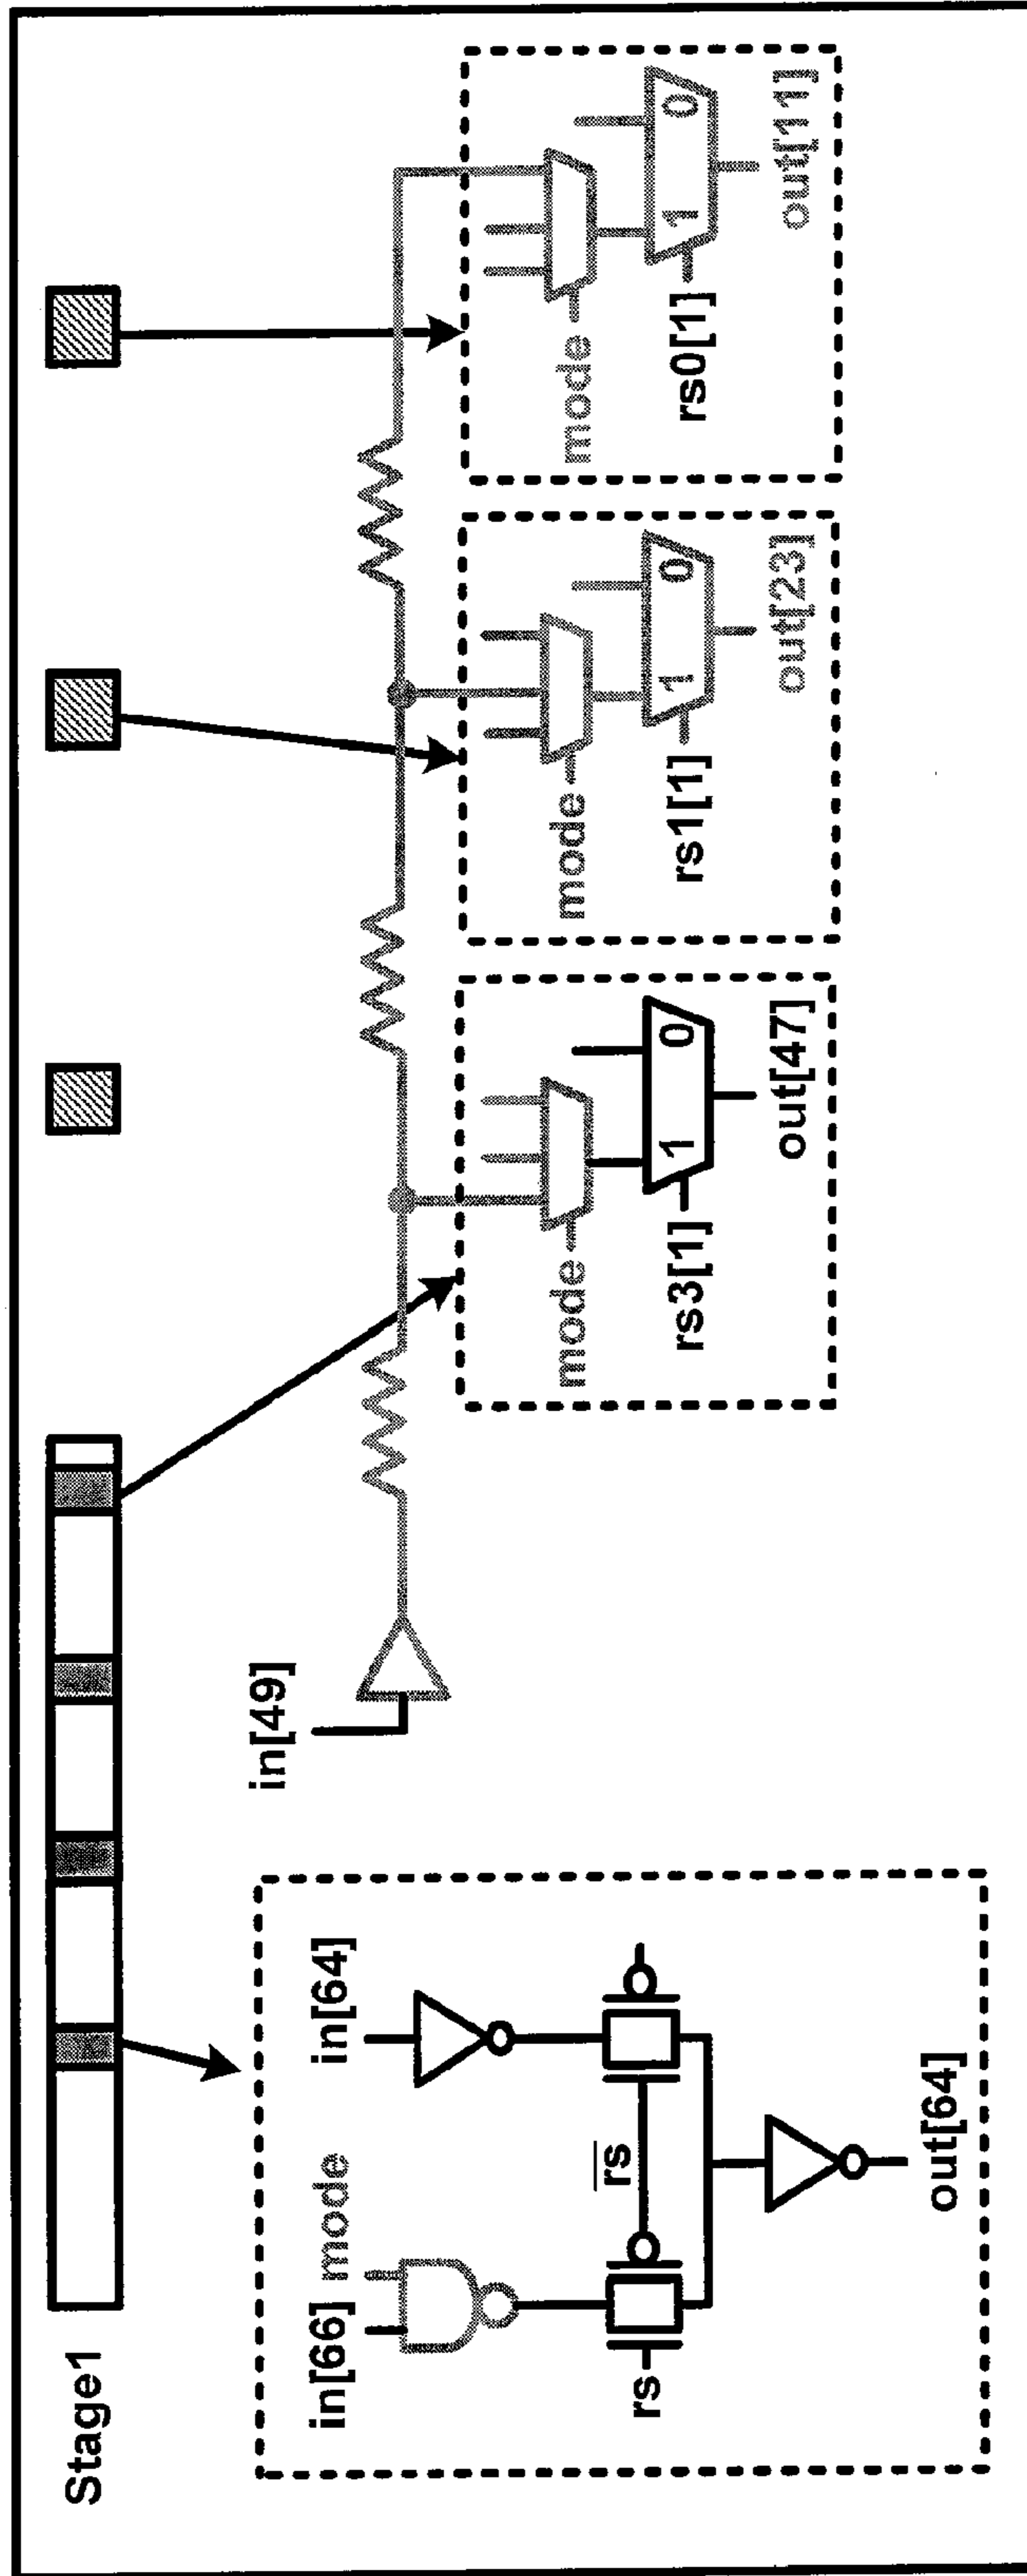 Stage1
in[66] mode
in[64]
rs
rs
out[64]
in[49]
mode
rs3[1]
1
0
out[47]
mode
rs1[1]
1
0
out[23]
mode
rs0[1]
1
0
out[11]